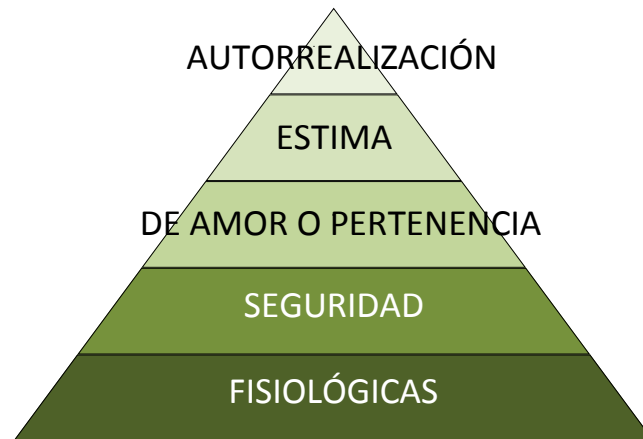 AUTORREALIZACIÓN
ESTIMA
DE AMOR O PERTENENCIA
SEGURIDAD
FISIOLÓGICAS